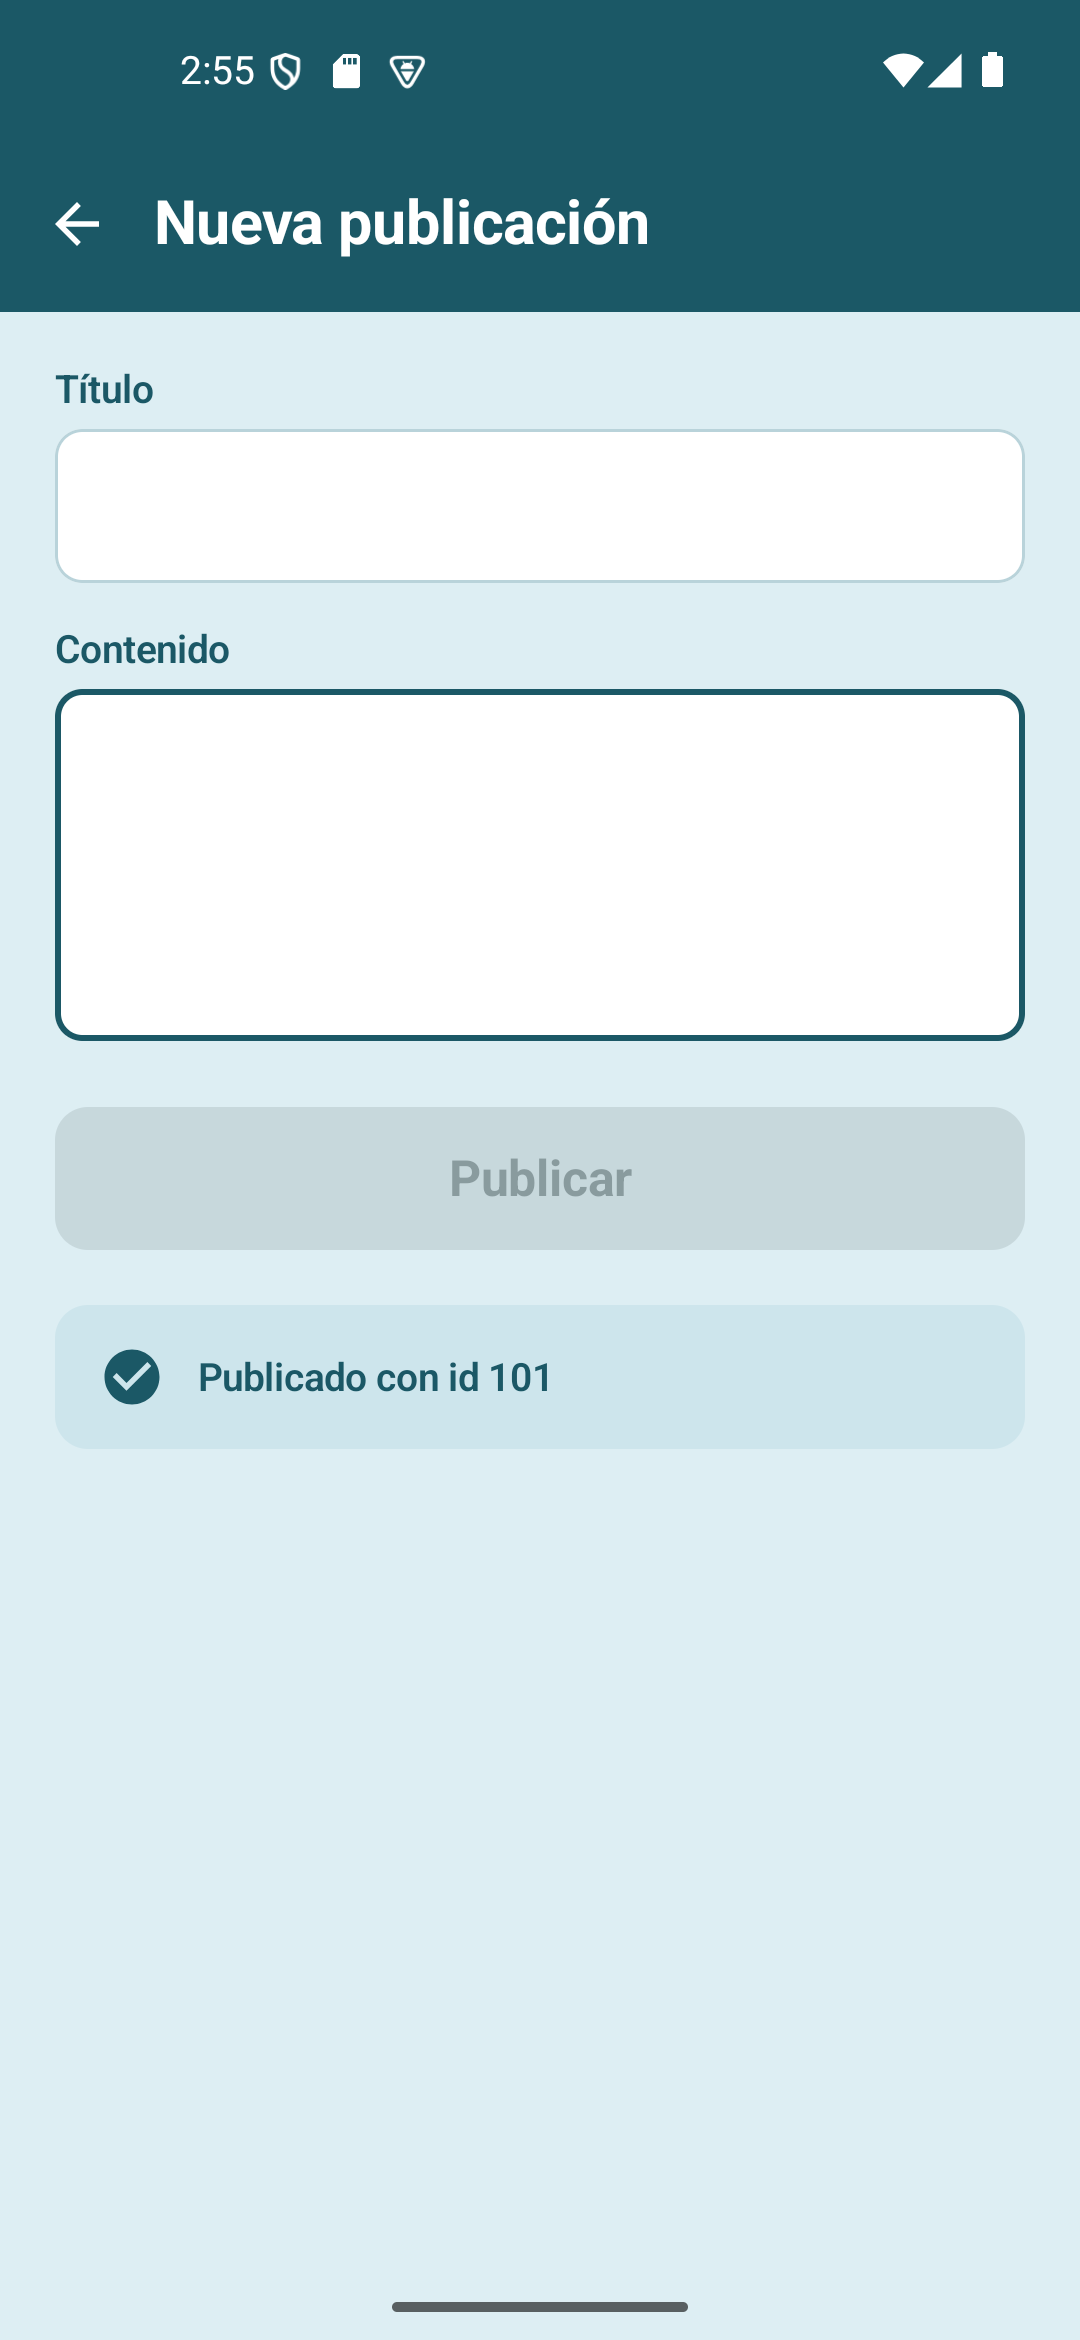 2:55
Nueva publicación
Título
Contenido
Publicar
Publicado con id 101